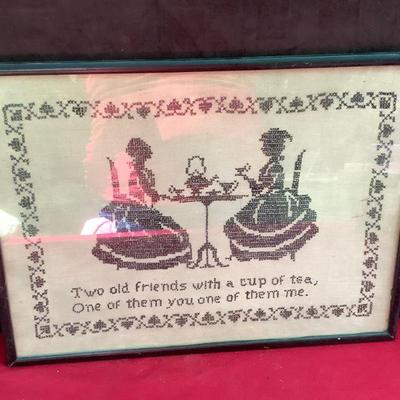 Two old friends with a cup of tea,
One of them you one of them me.